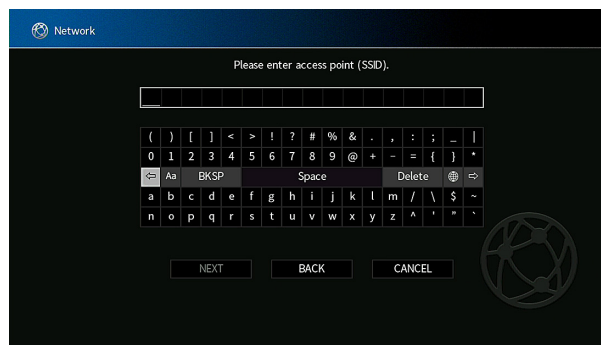 Network
Please enter access point (SSID).
( ) [ ] < > ! ? # % & . , : ; _ |
0 1 2 3 4 5 6 7 8 9 @ + - = { } *
⇦ Aa BKSP Space Delete ⇨
a b c d e f g h i j k l m / \ $ ~
n o p q r s t u v w x y z ^ ' " `
NEXT BACK CANCEL